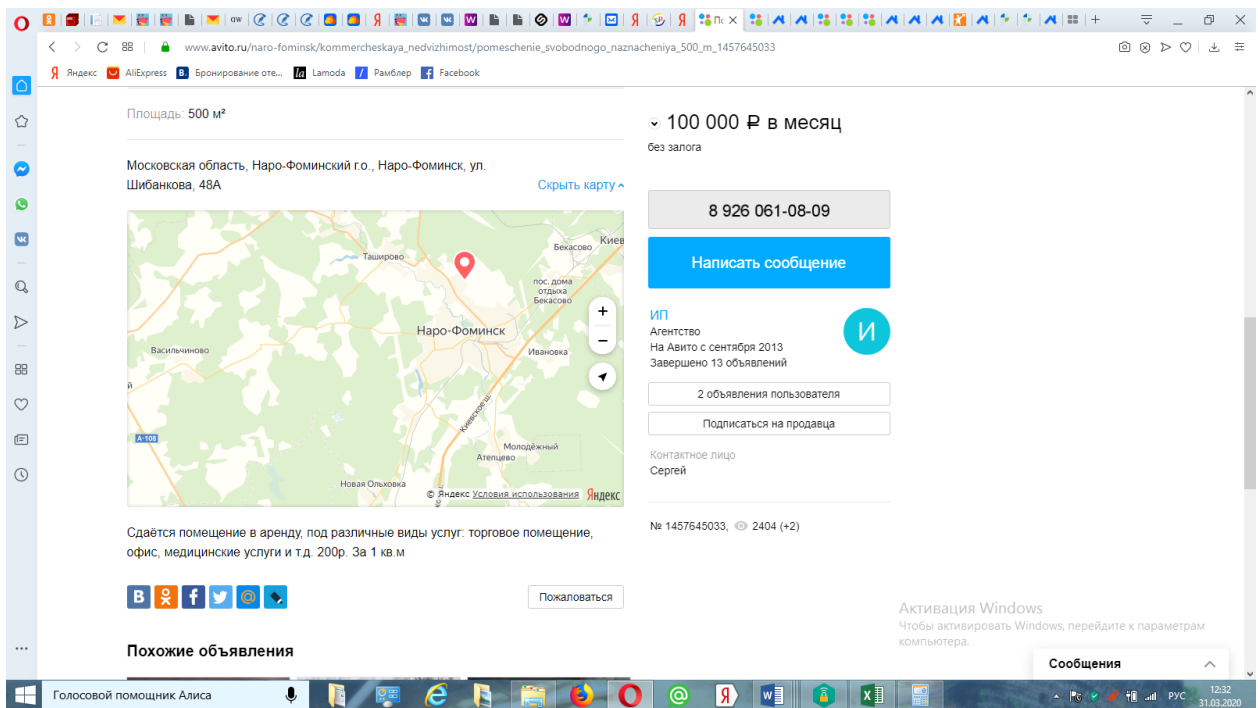 www.avito.ru/naro-fominsk/kommercheskaya_nedvizhimost/pomeschenie_svobodnogo_naznacheniya_500_m_1457645033
Яндекс AliExpress Бронирование оте... Lamoda Рамблер Facebook
Площадь: 500 м²
Московская область, Наро-Фоминский г.о., Наро-Фоминск, ул.
Шибанкова, 48А
Скрыть карту
Киев
Бекасово
Таширово
пос. дома
отдыха
Бекасово
Наро-Фоминск
Васильчиново
Ивановка
Киевское ш.
А-108
Молодёжный
Атепцево
Новая Ольховка
© Яндекс Условия использования Яндекс
Сдаётся помещение в аренду, под различные виды услуг: торговое помещение,
офис, медицинские услуги и т.д. 200р. За 1 кв.м
Пожаловаться
Похожие объявления
100 000 ₽ в месяц
без залога
8 926 061-08-09
Написать сообщение
ИП
Агентство
На Авито с сентября 2013
Завершено 13 объявлений
И
2 объявления пользователя
Подписаться на продавца
Контактное лицо
Сергей
№ 1457645033, 2404 (+2)
Активация Windows
Чтобы активировать Windows, перейдите к параметрам
компьютера.
Сообщения
Голосовой помощник Алиса
РУС
12:32
31.03.2020